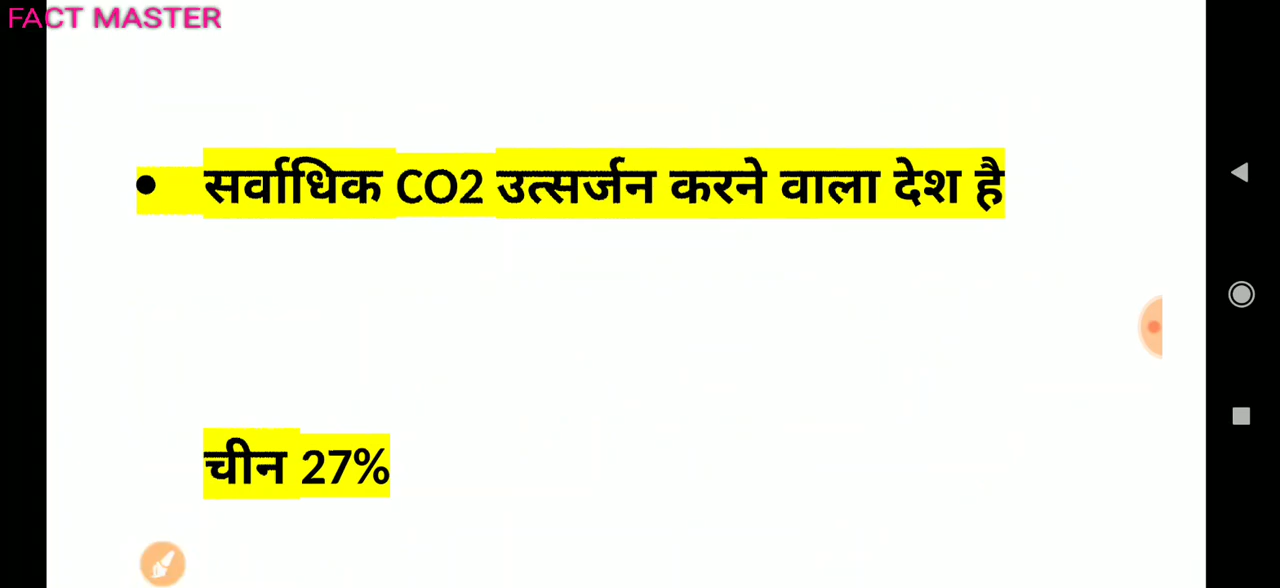 FACT MASTER
• सर्वाधिक CO2 उत्सर्जन करने वाला देश है
चीन 27%